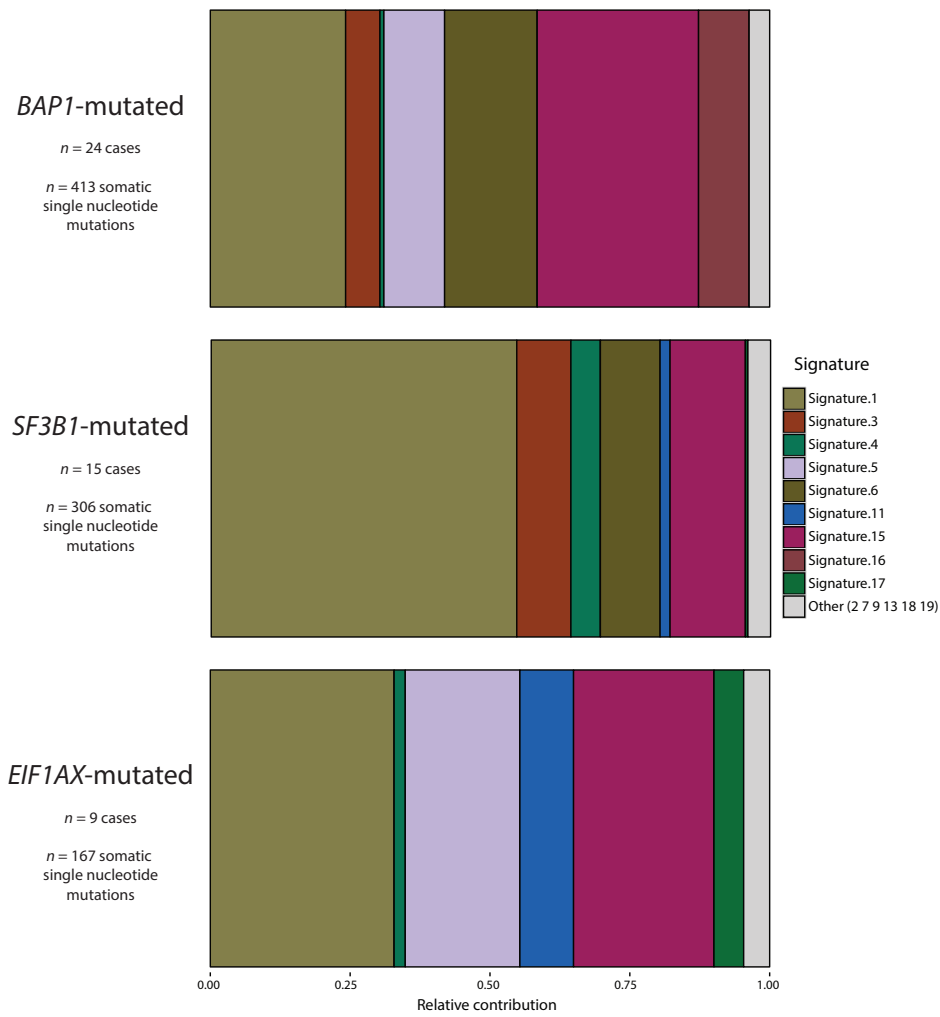 BAP1-mutated
n = 24 cases
n = 413 somatic
single nucleotide
mutations
SF3B1-mutated
n = 15 cases
n = 306 somatic
single nucleotide
mutations
Signature
Signature.1
Signature.3
Signature.4
Signature.5
Signature.6
Signature.11
Signature.15
Signature.16
Signature.17
Other (2 7 9 13 18 19)
EIF1AX-mutated
n = 9 cases
n = 167 somatic
single nucleotide
mutations
0.00 0.25 0.50 0.75 1.00
Relative contribution